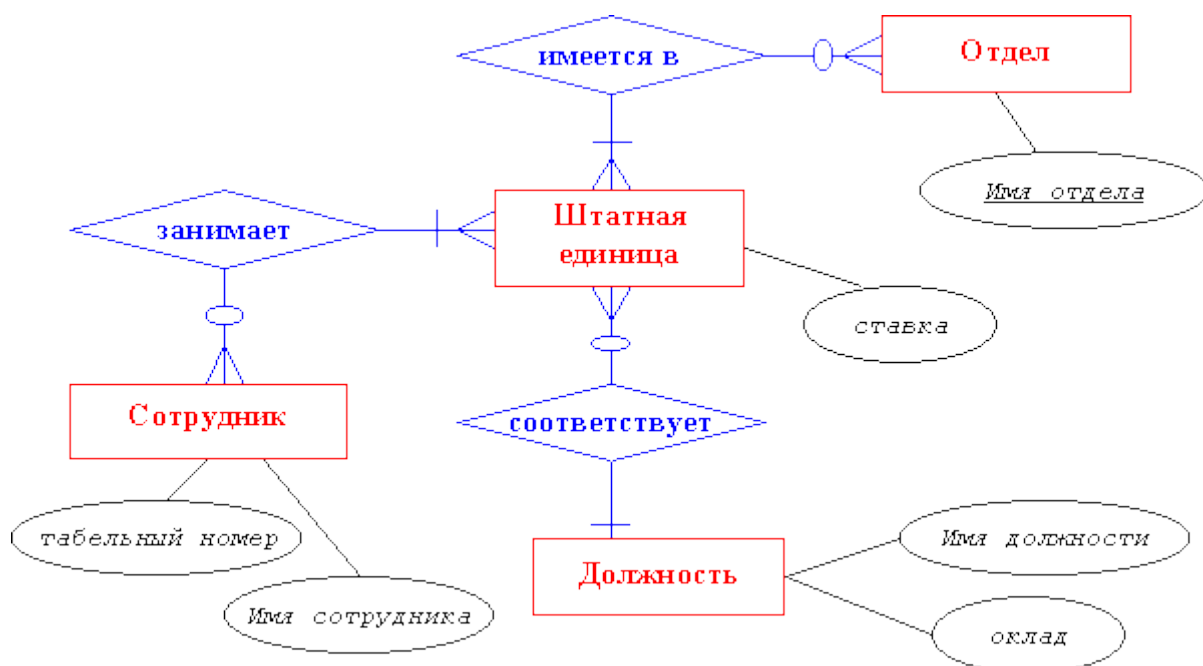 имеется в
Отдел
Имя отдела
занимает
Штатная
единица
ставка
Сотрудник
соответствует
табельный номер
Имя сотрудника
Должность
Имя должности
оклад